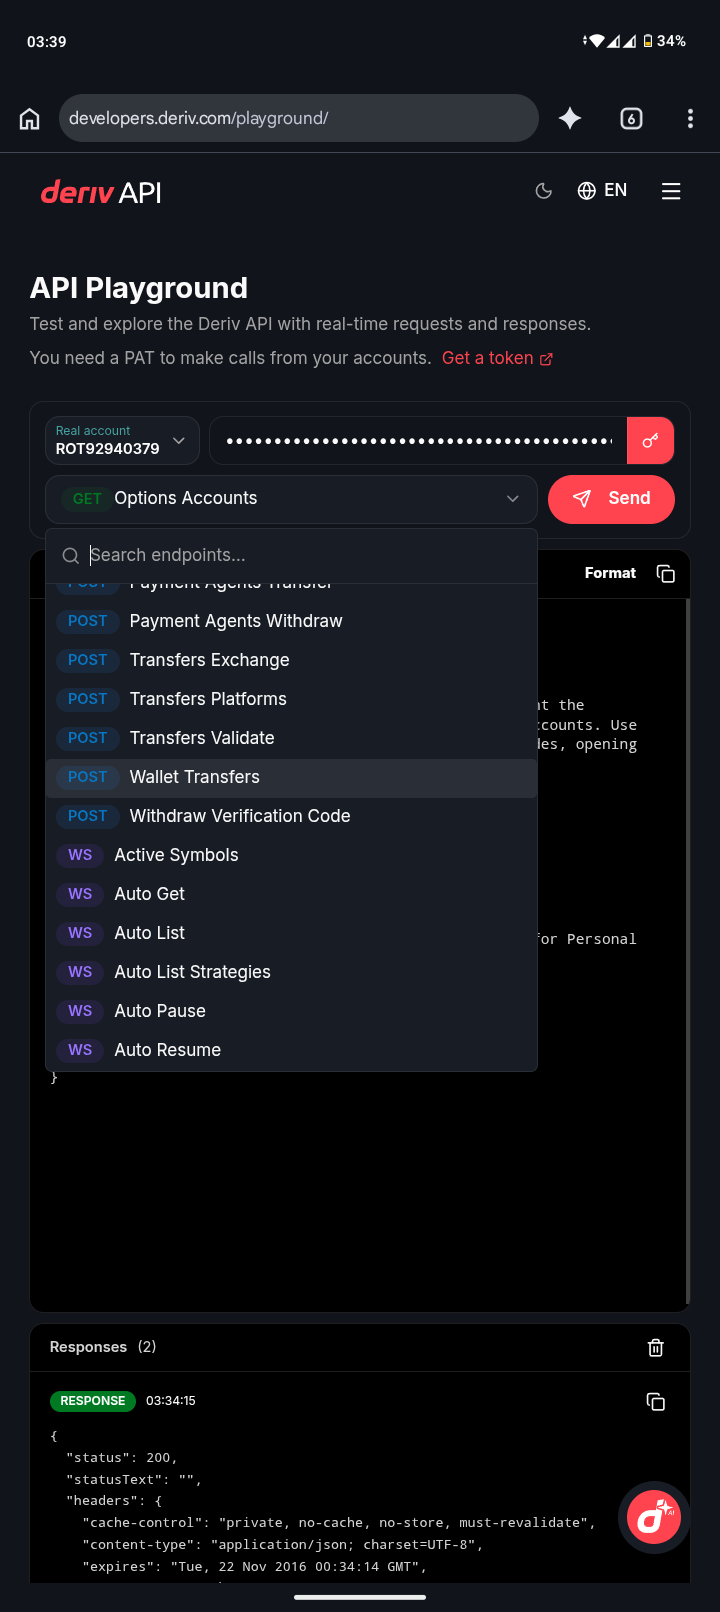 03:39
34%
developers.deriv.com/playground/
6
deriv API
EN
API Playground
Test and explore the Deriv API with real-time requests and responses.
You need a PAT to make calls from your accounts. Get a token
Real account
ROT92940379
••••••••••••••••••••••••••••••••••••••••
GET Options Accounts
Send
Search endpoints...
Format
POST Payment Agents Transfer
POST Payment Agents Withdraw
POST Transfers Exchange
POST Transfers Platforms
nt the
counts. Use
POST Transfers Validate
des, opening
POST Wallet Transfers
POST Withdraw Verification Code
WS Active Symbols
WS Auto Get
WS Auto List
for Personal
WS Auto List Strategies
WS Auto Pause
WS Auto Resume
}
Responses (2)
RESPONSE 03:34:15
{
"status": 200,
"statusText": "",
"headers": {
"cache-control": "private, no-cache, no-store, must-revalidate",
"content-type": "application/json; charset=UTF-8",
"expires": "Tue, 22 Nov 2016 00:34:14 GMT",